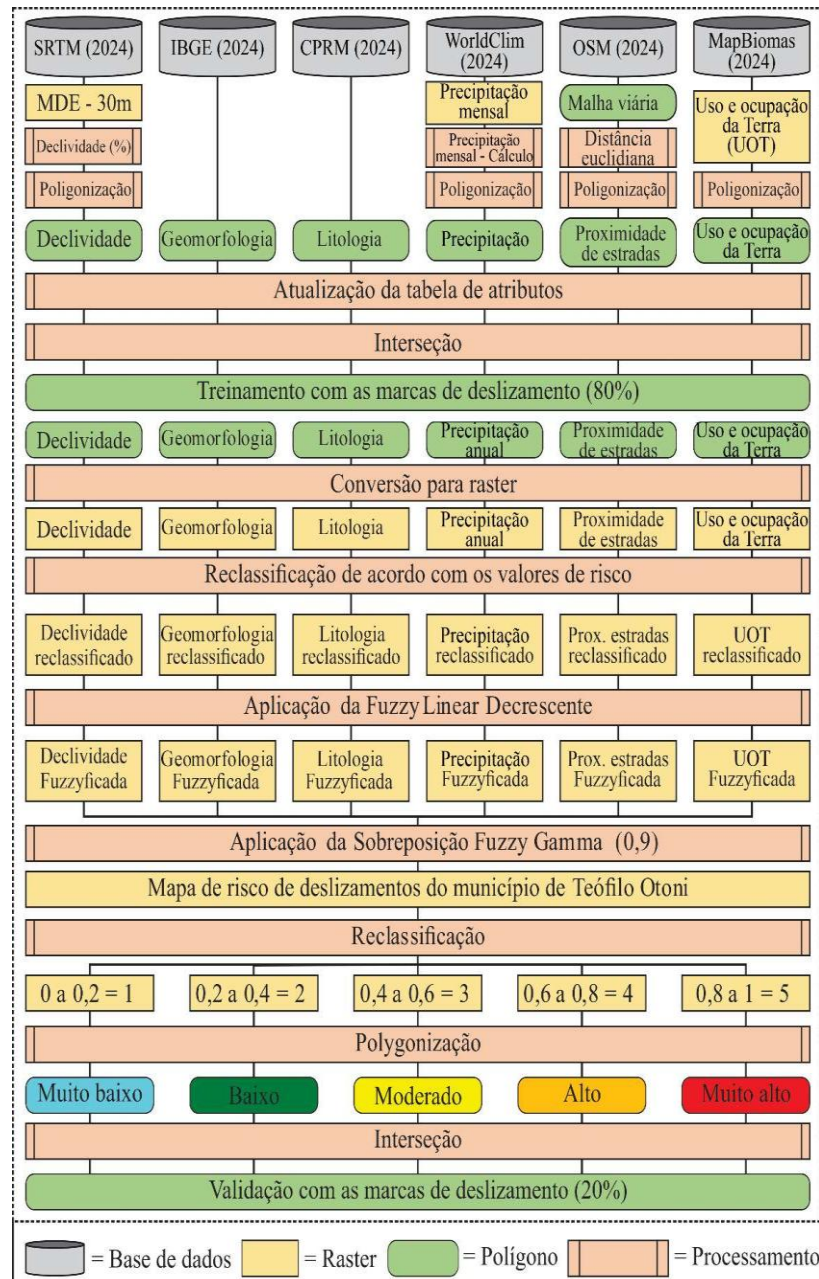 SRTM (2024)
IBGE (2024)
CPRM (2024)
WorldClim
(2024)
OSM (2024)
MapBiomas
(2024)
MDE - 30m
Precipitação
mensal
Malha viária
Uso e ocupação
da Terra
(UOT)
Declividade (%)
Precipitação
mensal - Cálculo
Distância
euclidiana
Poligonização
Poligonização
Poligonização
Poligonização
Declividade
Geomorfologia
Litologia
Precipitação
Proximidade
de estradas
Uso e ocupação
da Terra
Atualização da tabela de atributos
Interseção
Treinamento com as marcas de deslizamento (80%)
Declividade
Geomorfologia
Litologia
Precipitação
anual
Proximidade
de estradas
Uso e ocupação
da Terra
Conversão para raster
Declividade
Geomorfologia
Litologia
Precipitação
anual
Proximidade
de estradas
Uso e ocupação
da Terra
Reclassificação de acordo com os valores de risco
Declividade
reclassificado
Geomorfologia
reclassificado
Litologia
reclassificado
Precipitação
reclassificado
Prox. estradas
reclassificado
UOT
reclassificado
Aplicação da Fuzzy Linear Decrescente
Declividade
Fuzzyficada
Geomorfologia
Fuzzyficada
Litologia
Fuzzyficada
Precipitação
Fuzzyficada
Prox. estradas
Fuzzyficada
UOT
Fuzzyficada
Aplicação da Sobreposição Fuzzy Gamma (0,9)
Mapa de risco de deslizamentos do município de Teófilo Otoni
Reclassificação
0 a 0,2 = 1
0,2 a 0,4 = 2
0,4 a 0,6 = 3
0,6 a 0,8 = 4
0,8 a 1 = 5
Polygonização
Muito baixo
Baixo
Moderado
Alto
Muito alto
Interseção
Validação com as marcas de deslizamento (20%)
= Base de dados
= Raster
= Polígono
= Processamento